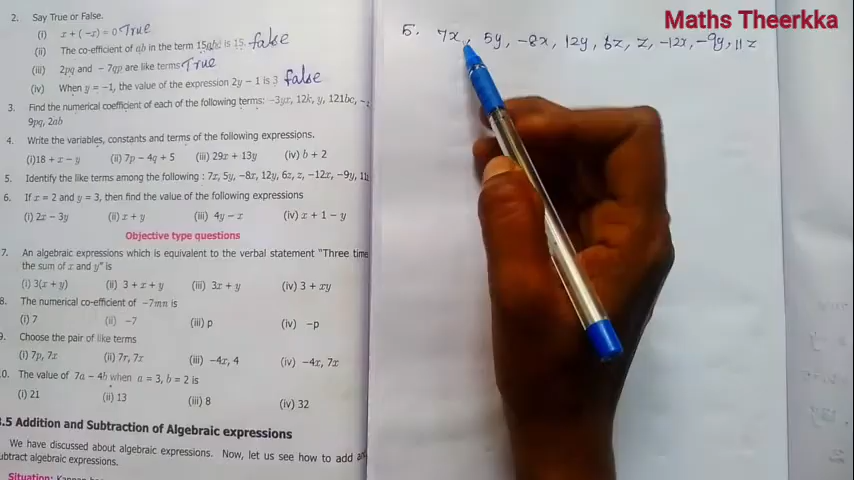 Maths Theerkka
2. Say True or False.
(i) x + (−x) = 0 True
(ii) The co-efficient of ab in the term 15abc is 15. false
(iii) 2pq and − 7qp are like terms True
(iv) When y = −1, the value of the expression 2y − 1 is 3 false
3. Find the numerical coefficient of each of the following terms: −3yx, 12k, y, 121bc,
9pq, 2ab
4. Write the variables, constants and terms of the following expressions.
(i)18 + x − y (ii) 7p − 4q + 5 (iii) 29x + 13y (iv) b + 2
5. Identify the like terms among the following : 7x, 5y, −8x, 12y, 6z, z, −12x, −9y, 11
6. If x = 2 and y = 3, then find the value of the following expressions
(i) 2x − 3y (ii) x + y (iii) 4y − x (iv) x + 1 − y
Objective type questions
7. An algebraic expressions which is equivalent to the verbal statement "Three time
the sum of x and y" is
(i) 3(x + y) (ii) 3 + x + y (iii) 3x + y (iv) 3 + xy
8. The numerical co-efficient of −7mn is
(i) 7 (ii) −7 (iii) p (iv) −p
9. Choose the pair of like terms
(i) 7p, 7x (ii) 7r, 7x (iii) −4x, 4 (iv) −4x, 7x
0. The value of 7a − 4b when a = 3, b = 2 is
(i) 21 (ii) 13 (iii) 8 (iv) 32
3.5 Addition and Subtraction of Algebraic expressions
We have discussed about algebraic expressions. Now, let us see how to add a
ubtract algebraic expressions.
Situation:
5. 7x, 5y, −8x, 12y, 6z, z, −12x, −9y, 11z